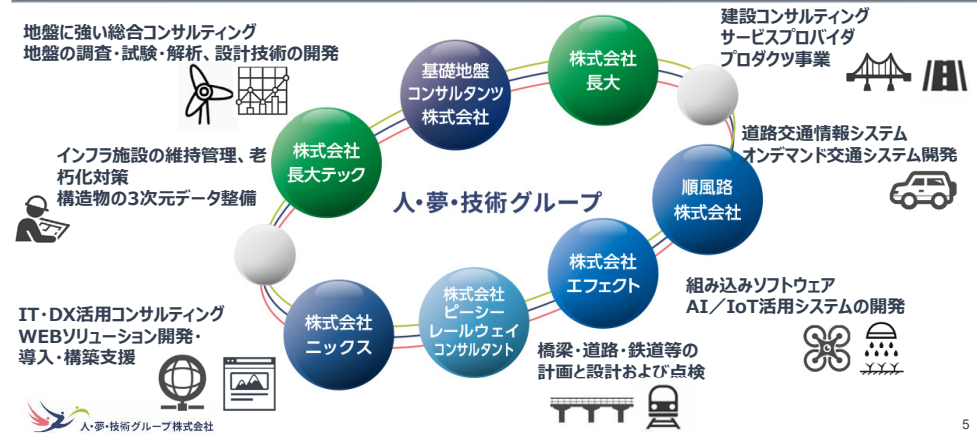 地盤に強い総合コンサルティング
地盤の調査・試験・解析、設計技術の開発
基礎地盤
コンサルタンツ
株式会社
株式会社
長大
建設コンサルティング
サービスプロバイダ
プロダクツ事業
インフラ施設の維持管理、老
朽化対策
構造物の3次元データ整備
株式会社
長大テック
人・夢・技術グループ
道路交通情報システム
オンデマンド交通システム開発
順風路
株式会社
IT・DX活用コンサルティング
WEBソリューション開発・
導入・構築支援
株式会社
ニックス
株式会社
ピーシー
レールウェイ
コンサルタント
株式会社
エフェクト
組み込みソフトウェア
AI／IoT活用システムの開発
橋梁・道路・鉄道等の
計画と設計および点検
人・夢・技術グループ株式会社
5